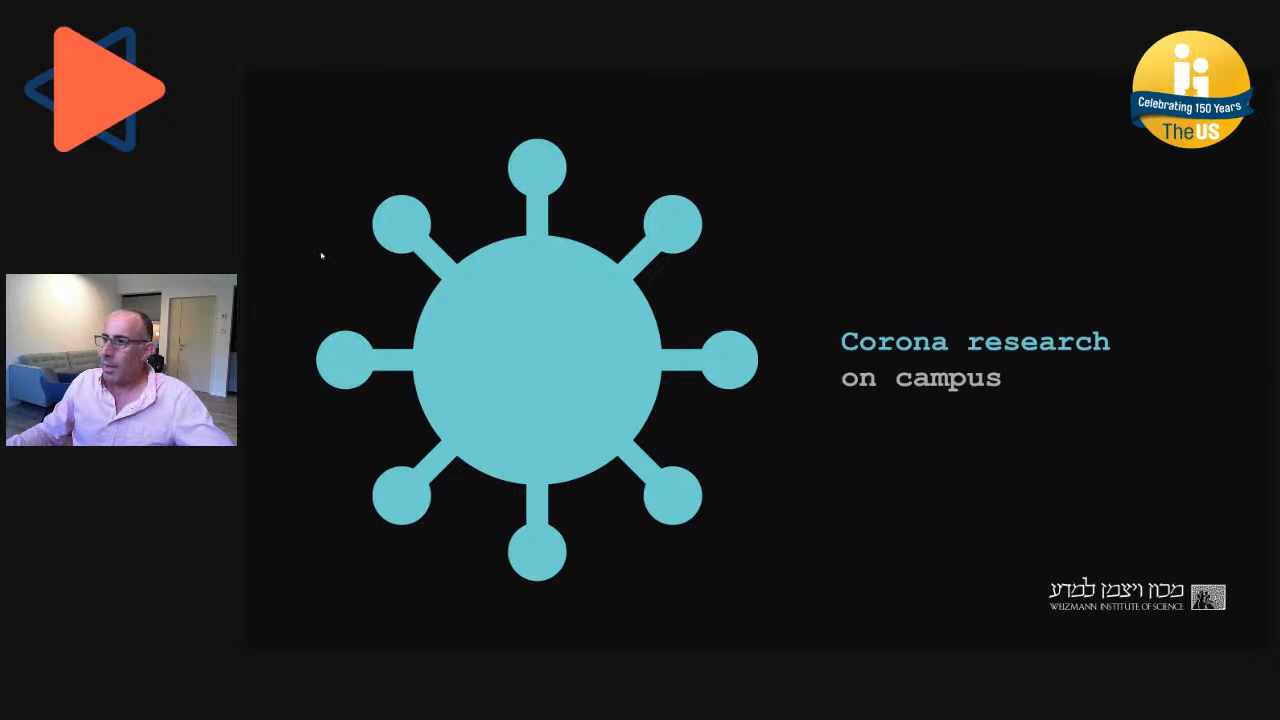 Celebrating 150 Years
The US
Corona research
on campus
מכון ויצמן למדע
WEIZMANN INSTITUTE OF SCIENCE